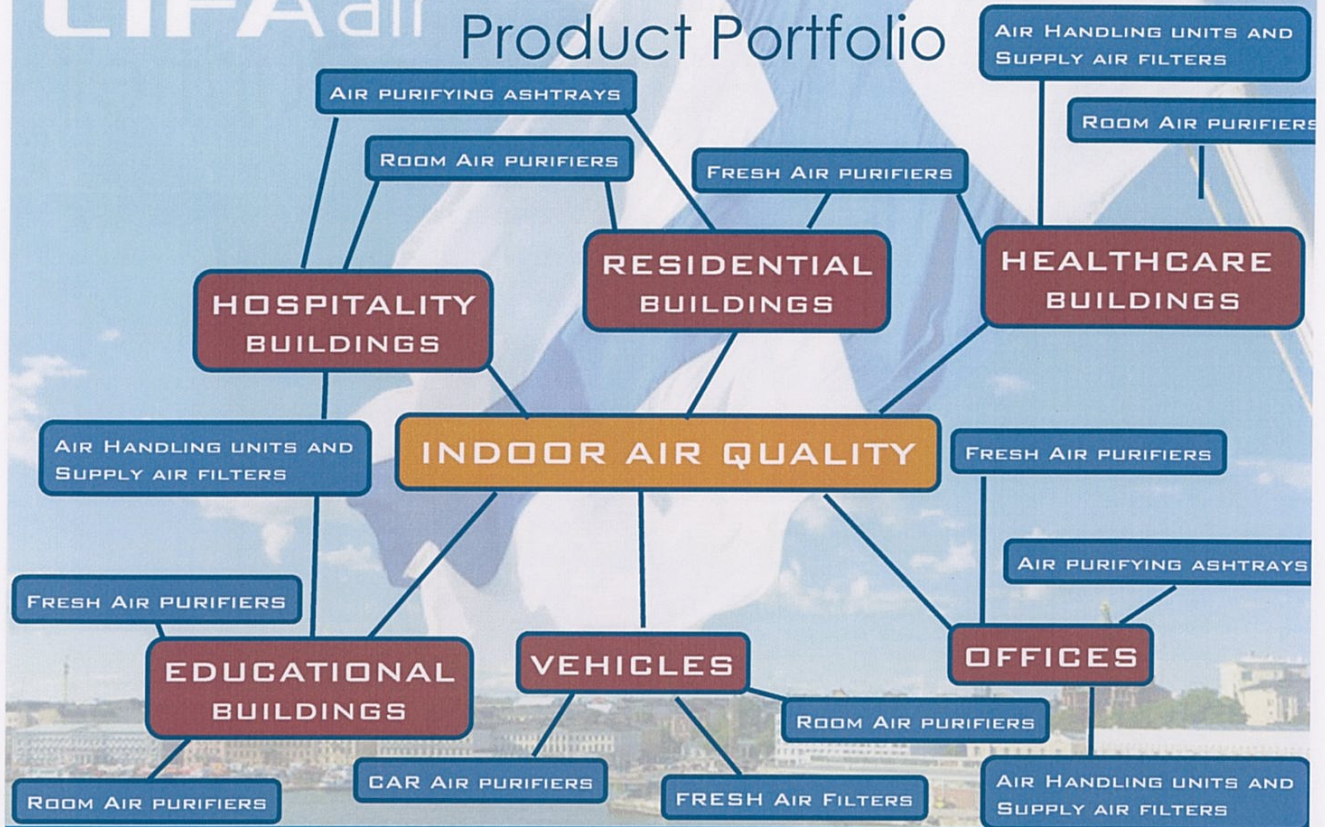 LIFA air
Product Portfolio
AIR HANDLING UNITS AND
SUPPLY AIR FILTERS
AIR PURIFYING ASHTRAYS
ROOM AIR PURIFIERS
ROOM AIR PURIFIERS
FRESH AIR PURIFIERS
RESIDENTIAL
BUILDINGS
HEALTHCARE
BUILDINGS
HOSPITALITY
BUILDINGS
AIR HANDLING UNITS AND
SUPPLY AIR FILTERS
INDOOR AIR QUALITY
FRESH AIR PURIFIERS
AIR PURIFYING ASHTRAYS
FRESH AIR PURIFIERS
EDUCATIONAL
BUILDINGS
VEHICLES
OFFICES
ROOM AIR PURIFIERS
CAR AIR PURIFIERS
FRESH AIR FILTERS
AIR HANDLING UNITS AND
SUPPLY AIR FILTERS
ROOM AIR PURIFIERS